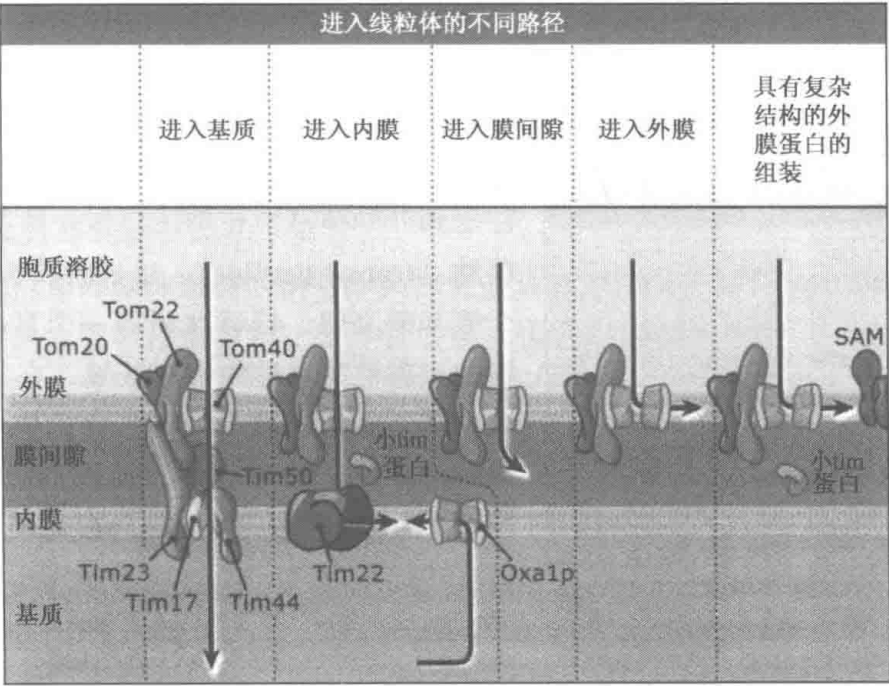 进入线粒体的不同路径
进入基质
进入内膜
进入膜间隙
进入外膜
具有复杂
结构的外
膜蛋白的
组装
胞质溶胶
Tom22
Tom20
Tom40
SAM
外膜
膜间隙
小tim
蛋白
Tim50
小tim
蛋白
内膜
Tim23
Tim17
Tim44
Tim22
Oxa1p
基质